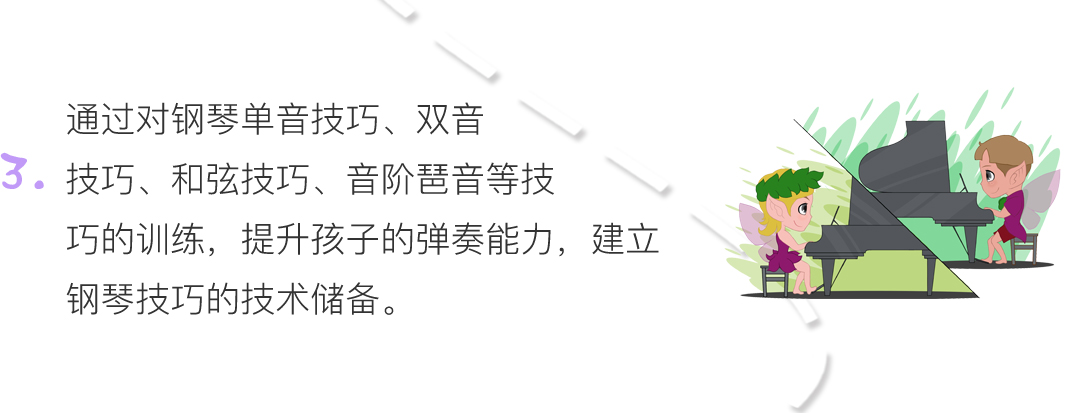 通过对钢琴单音技巧、双音
3. 技巧、和弦技巧、音阶琶音等技
巧的训练，提升孩子的弹奏能力，建立
钢琴技巧的技术储备。